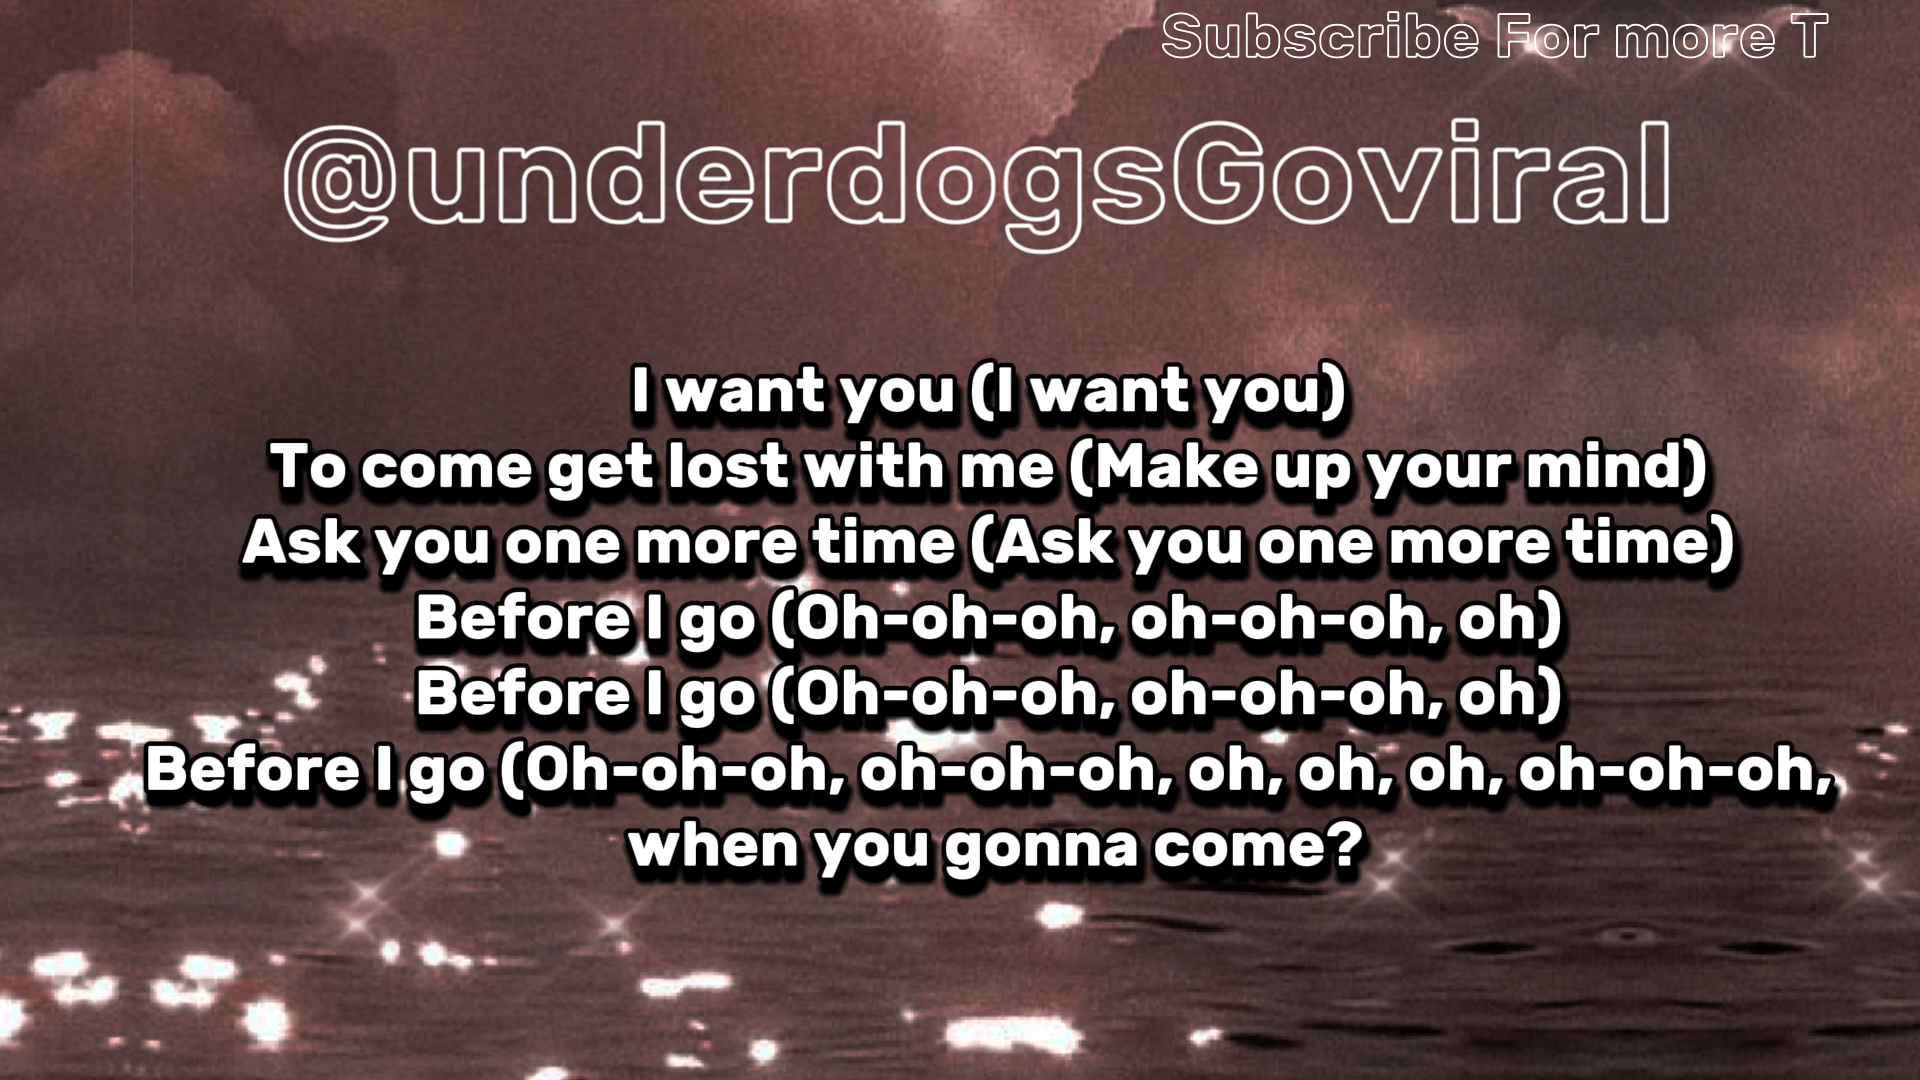 Subscribe For more T
@underdogsGoviral
I want you (I want you)
To come get lost with me (Make up your mind)
Ask you one more time (Ask you one more time)
Before I go (Oh-oh-oh, oh-oh-oh, oh)
Before I go (Oh-oh-oh, oh-oh-oh, oh)
Before I go (Oh-oh-oh, oh-oh-oh, oh, oh, oh, oh-oh-oh,
when you gonna come?